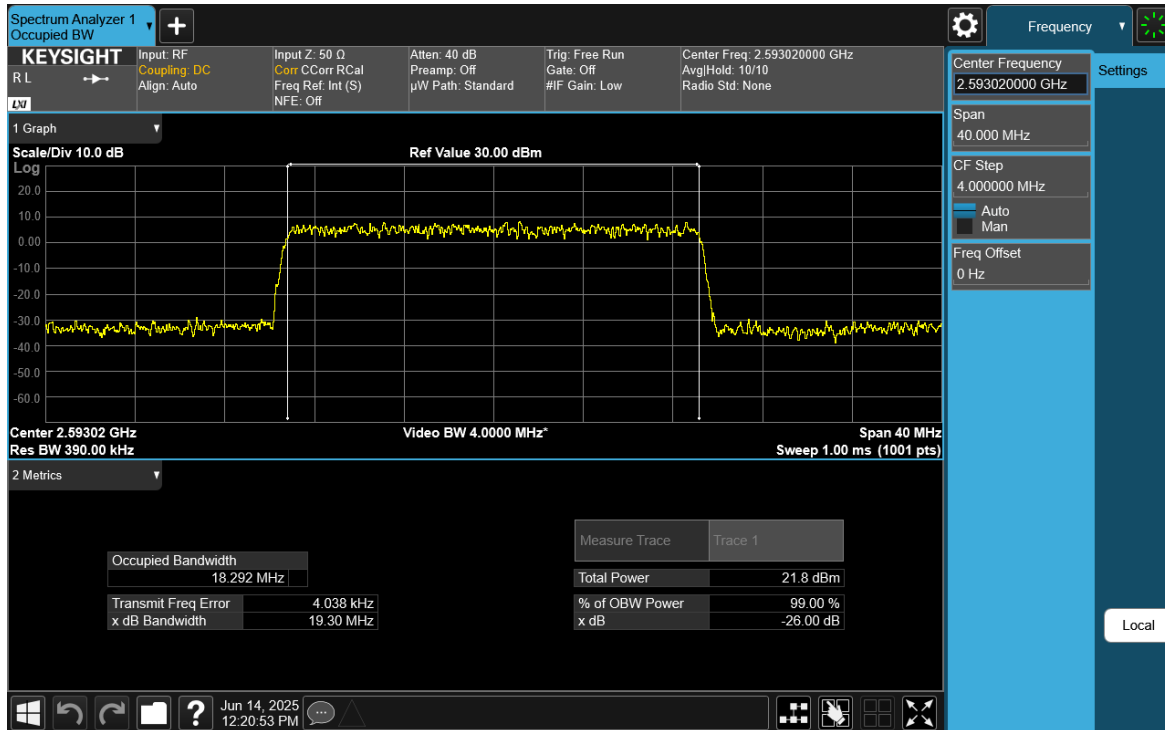 Spectrum Analyzer 1
Occupied BW
Frequency
KEYSIGHT
R L
LXI
Input: RF
Coupling: DC
Align: Auto
Input Z: 50 Ω
Corr CCorr RCal
Freq Ref: Int (S)
NFE: Off
Atten: 40 dB
Preamp: Off
µW Path: Standard
Trig: Free Run
Gate: Off
#IF Gain: Low
Center Freq: 2.593020000 GHz
Avg|Hold: 10/10
Radio Std: None
Center Frequency
2.593020000 GHz
Settings
Span
40.000 MHz
CF Step
4.000000 MHz
Auto
Man
Freq Offset
0 Hz
Local
1 Graph
Scale/Div 10.0 dB
Ref Value 30.00 dBm
Log
20.0
10.0
0.00
-10.0
-20.0
-30.0
-40.0
-50.0
-60.0
Center 2.59302 GHz
Video BW 4.0000 MHz*
Span 40 MHz
Res BW 390.00 kHz
Sweep 1.00 ms (1001 pts)
2 Metrics
Measure Trace Trace 1
Occupied Bandwidth
18.292 MHz
Total Power 21.8 dBm
Transmit Freq Error 4.038 kHz
% of OBW Power 99.00 %
x dB Bandwidth 19.30 MHz
x dB -26.00 dB
?
Jun 14, 2025
12:20:53 PM